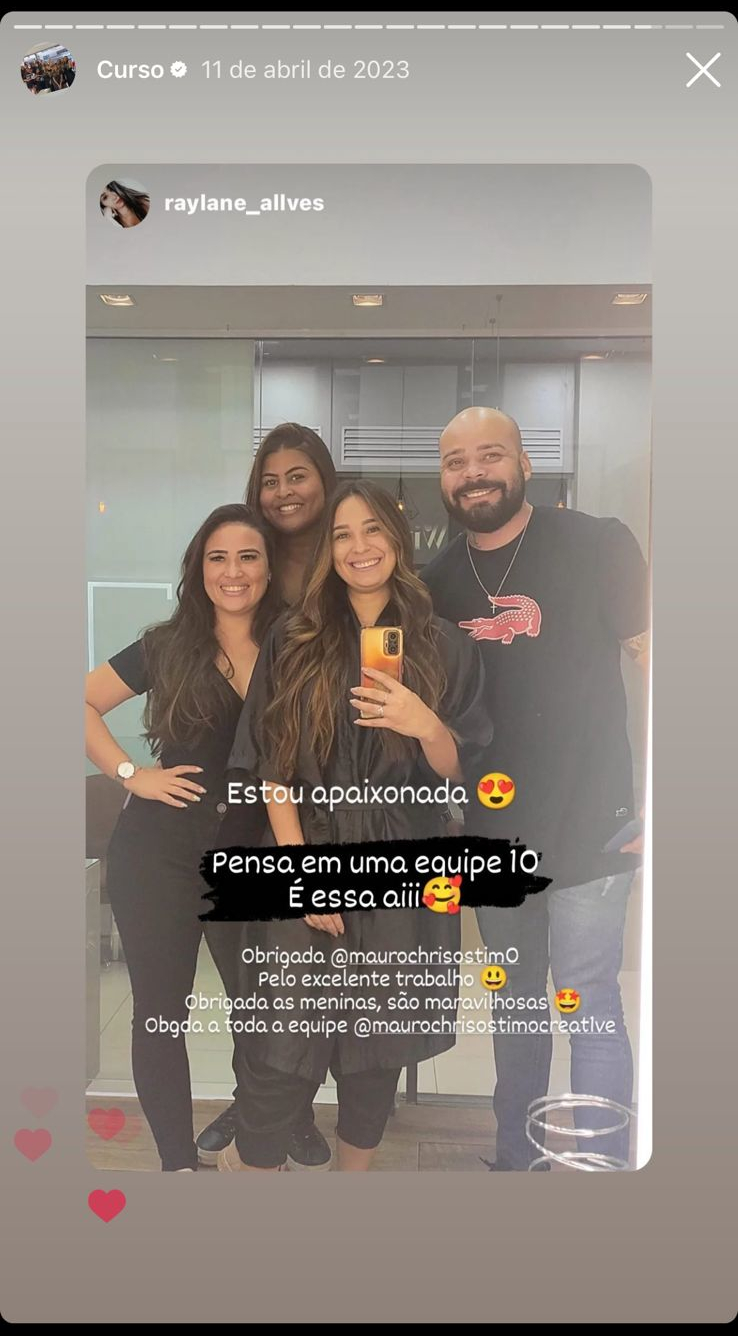 Curso 11 de abril de 2023
raylane_allves
Estou apaixonada 😍
Pensa em uma equipe 10
É essa aiii🥰
Obrigada @maurochrisostim0
Pelo excelente trabalho 😃
Obrigada as meninas, são maravilhosas 🤩
Obgda a toda a equipe @maurochrisostimocreat1ve